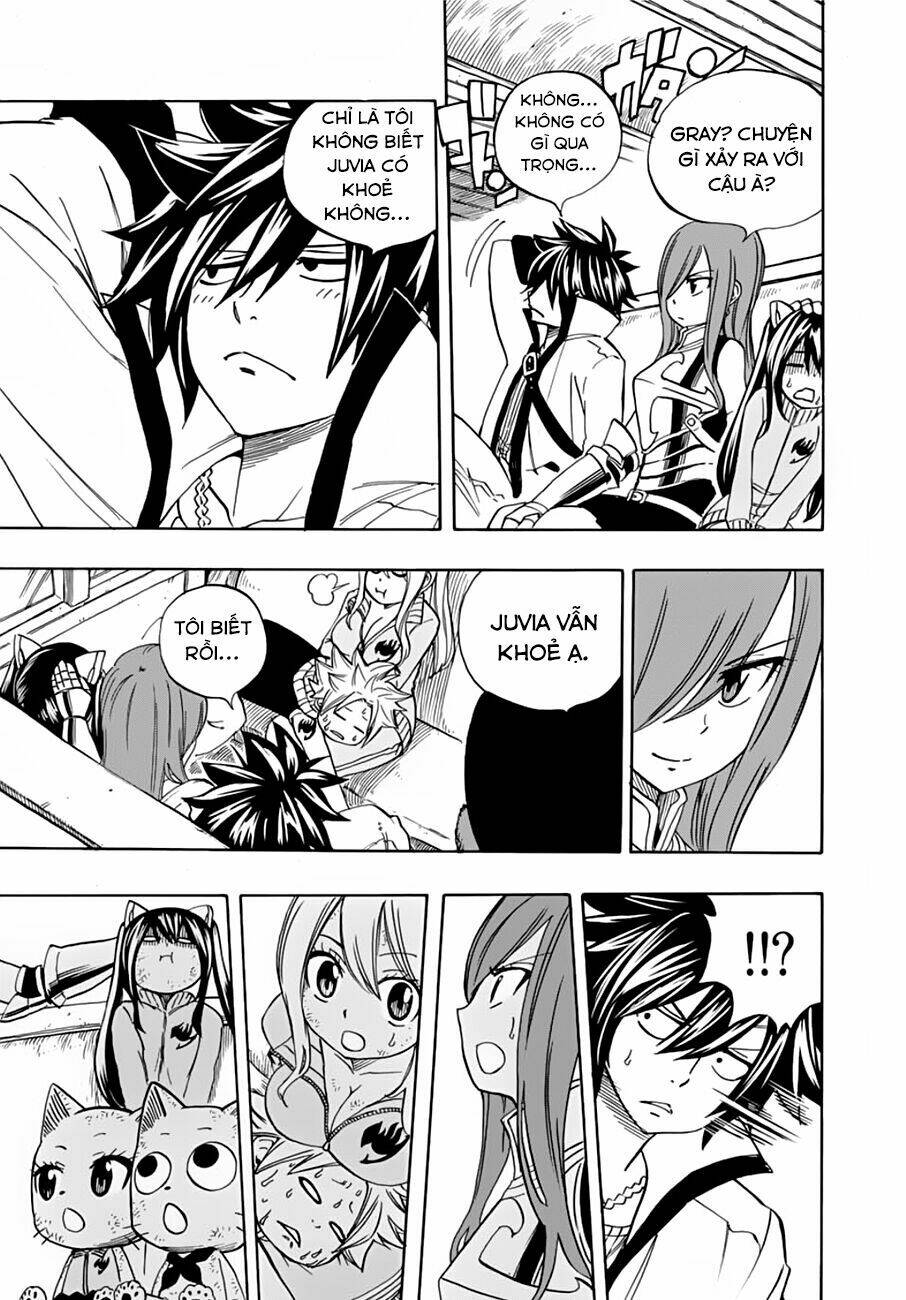 GRAY? CHUYỆN
GÌ XẢY RA VỚI
CẬU À?
KHÔNG...
KHÔNG CÓ
GÌ QUA
TRỌNG...
CHỈ LÀ TÔI
KHÔNG BIẾT
JUVIA CÓ
KHOẺ
KHÔNG...
JUVIA VẪN
KHOẺ Ạ.
TÔI BIẾT
RỒI...
!!?